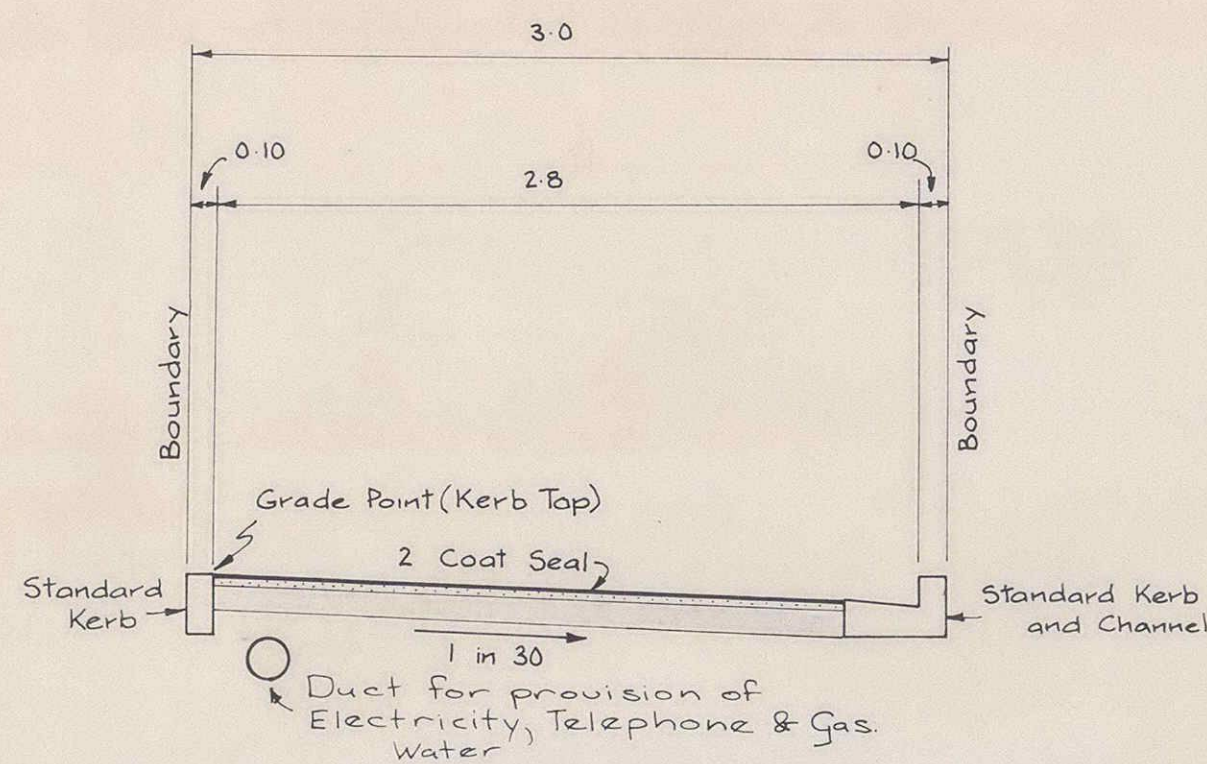 3.0
0.10
0.10
2.8
Boundary
Boundary
Grade Point (Kerb Top)
2 Coat Seal
Standard
Kerb
Standard Kerb
and Channel
1 in 30
Duct for provision of
Electricity, Telephone & Gas.
Water